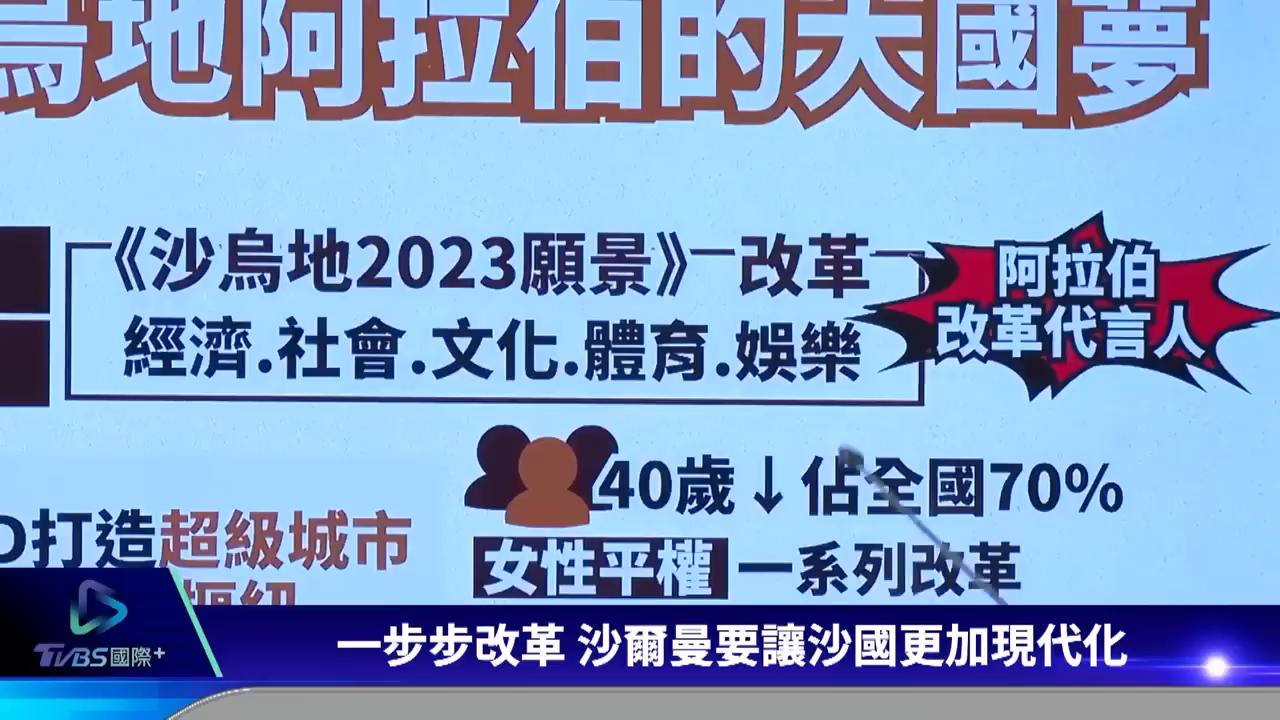 烏地阿拉伯的大國夢
《沙烏地2023願景》一改革
經濟.社會.文化.體育.娛樂
阿拉伯
改革代言人
40歲↓佔全國70%
D打造超級城市
樞紐
女性平權 一系列改革
TVBS國際+
一步步改革 沙爾曼要讓沙國更加現代化